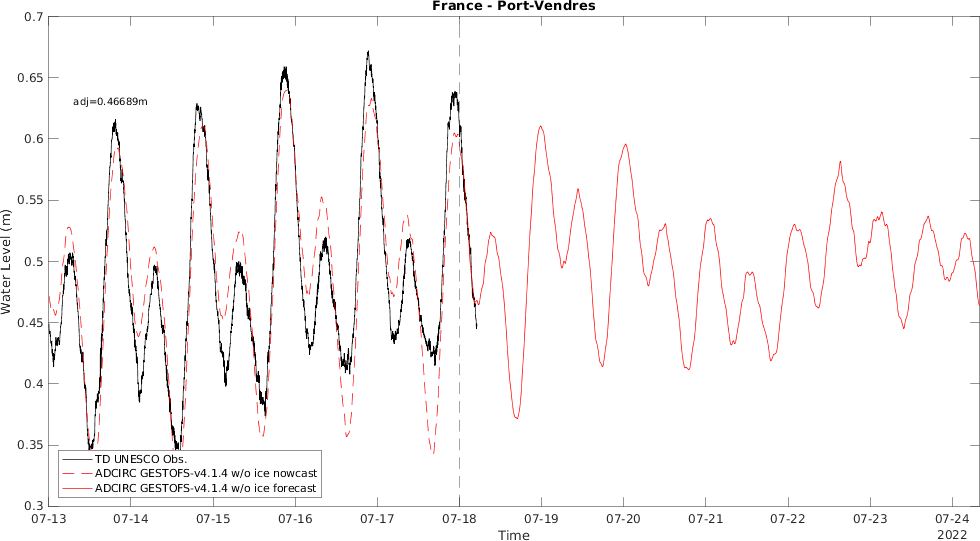 France - Port-Vendres
0.7
0.65
0.6
0.55
0.5
0.45
0.4
0.35
0.3
Water Level (m)
adj=0.46689m
TD UNESCO Obs.
ADCIRC GESTOFS-v4.1.4 w/o ice nowcast
ADCIRC GESTOFS-v4.1.4 w/o ice forecast
07-13 07-14 07-15 07-16 07-17 07-18 07-19 07-20 07-21 07-22 07-23 07-24
2022
Time